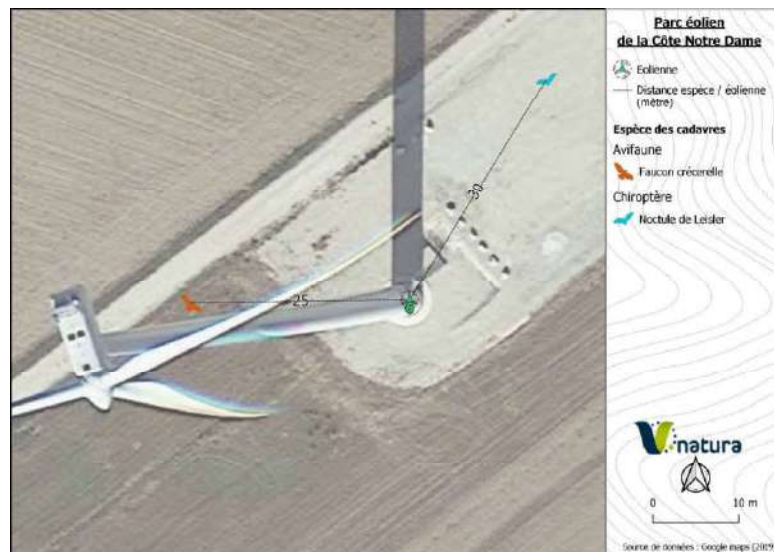 Parc éolien
de la Côte Notre Dame
Eolienne
Distance espèce / éolienne
(mètre)
Espèce des cadavres
Avifaune
Faucon crécerelle
Chiroptère
Noctule de Leisler
30
25
natura
0 10 m
Source de données : Google maps (2019